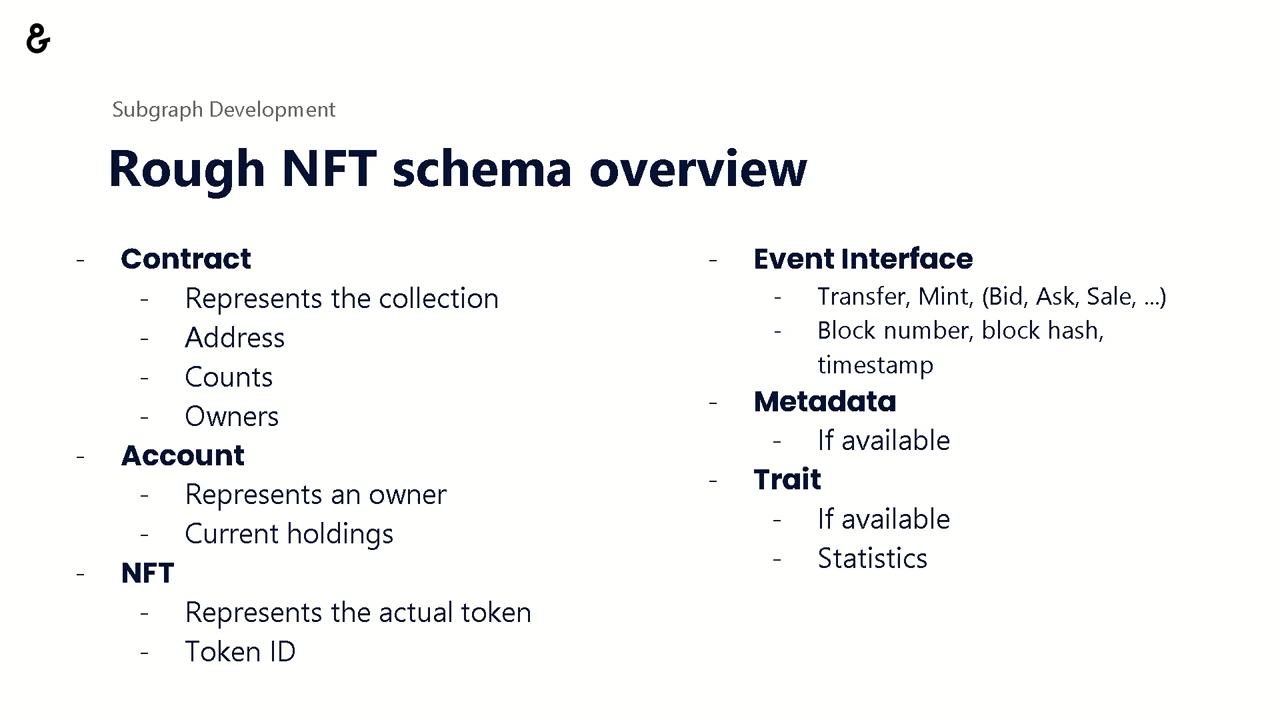 &
Subgraph Development
Rough NFT schema overview
- Contract
- Represents the collection
- Address
- Counts
- Owners
- Account
- Represents an owner
- Current holdings
- NFT
- Represents the actual token
- Token ID
- Event Interface
- Transfer, Mint, (Bid, Ask, Sale, ...)
- Block number, block hash,
timestamp
- Metadata
- If available
- Trait
- If available
- Statistics